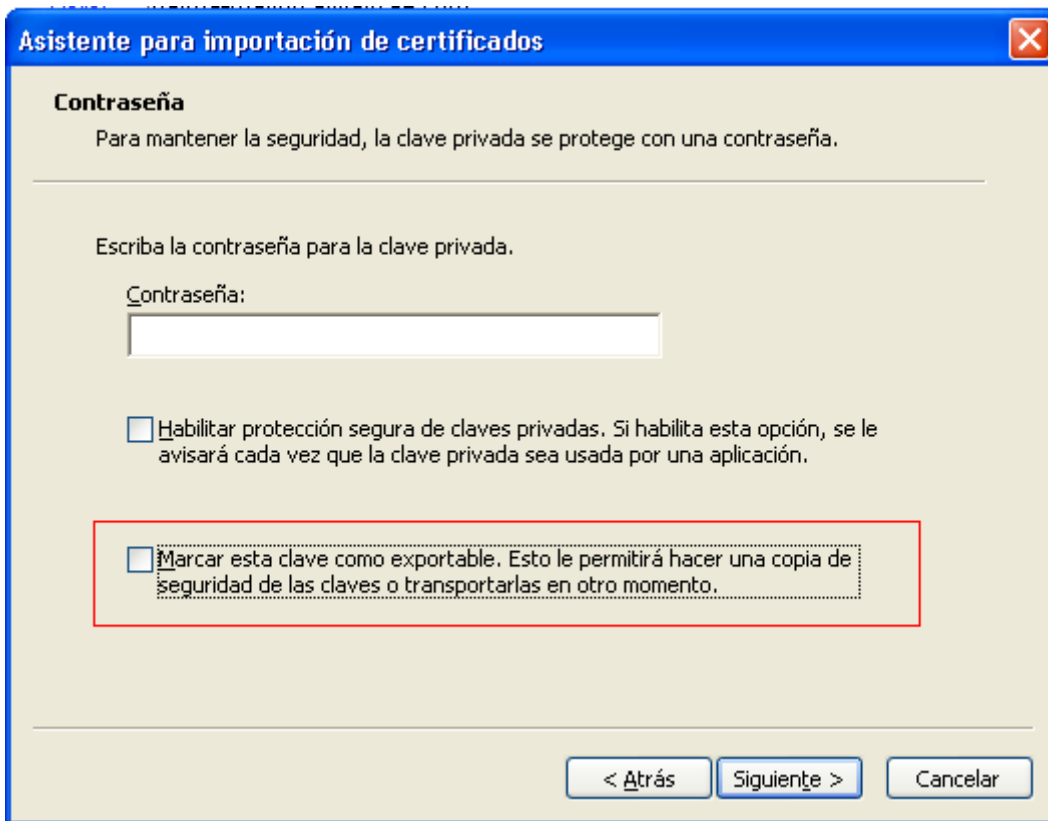 Asistente para importación de certificados
Contraseña
Para mantener la seguridad, la clave privada se protege con una contraseña.
Escriba la contraseña para la clave privada.
Contraseña:
Habilitar protección segura de claves privadas. Si habilita esta opción, se le
avisará cada vez que la clave privada sea usada por una aplicación.
Marcar esta clave como exportable. Esto le permitirá hacer una copia de
seguridad de las claves o transportarlas en otro momento.
< Atrás
Siguiente >
Cancelar